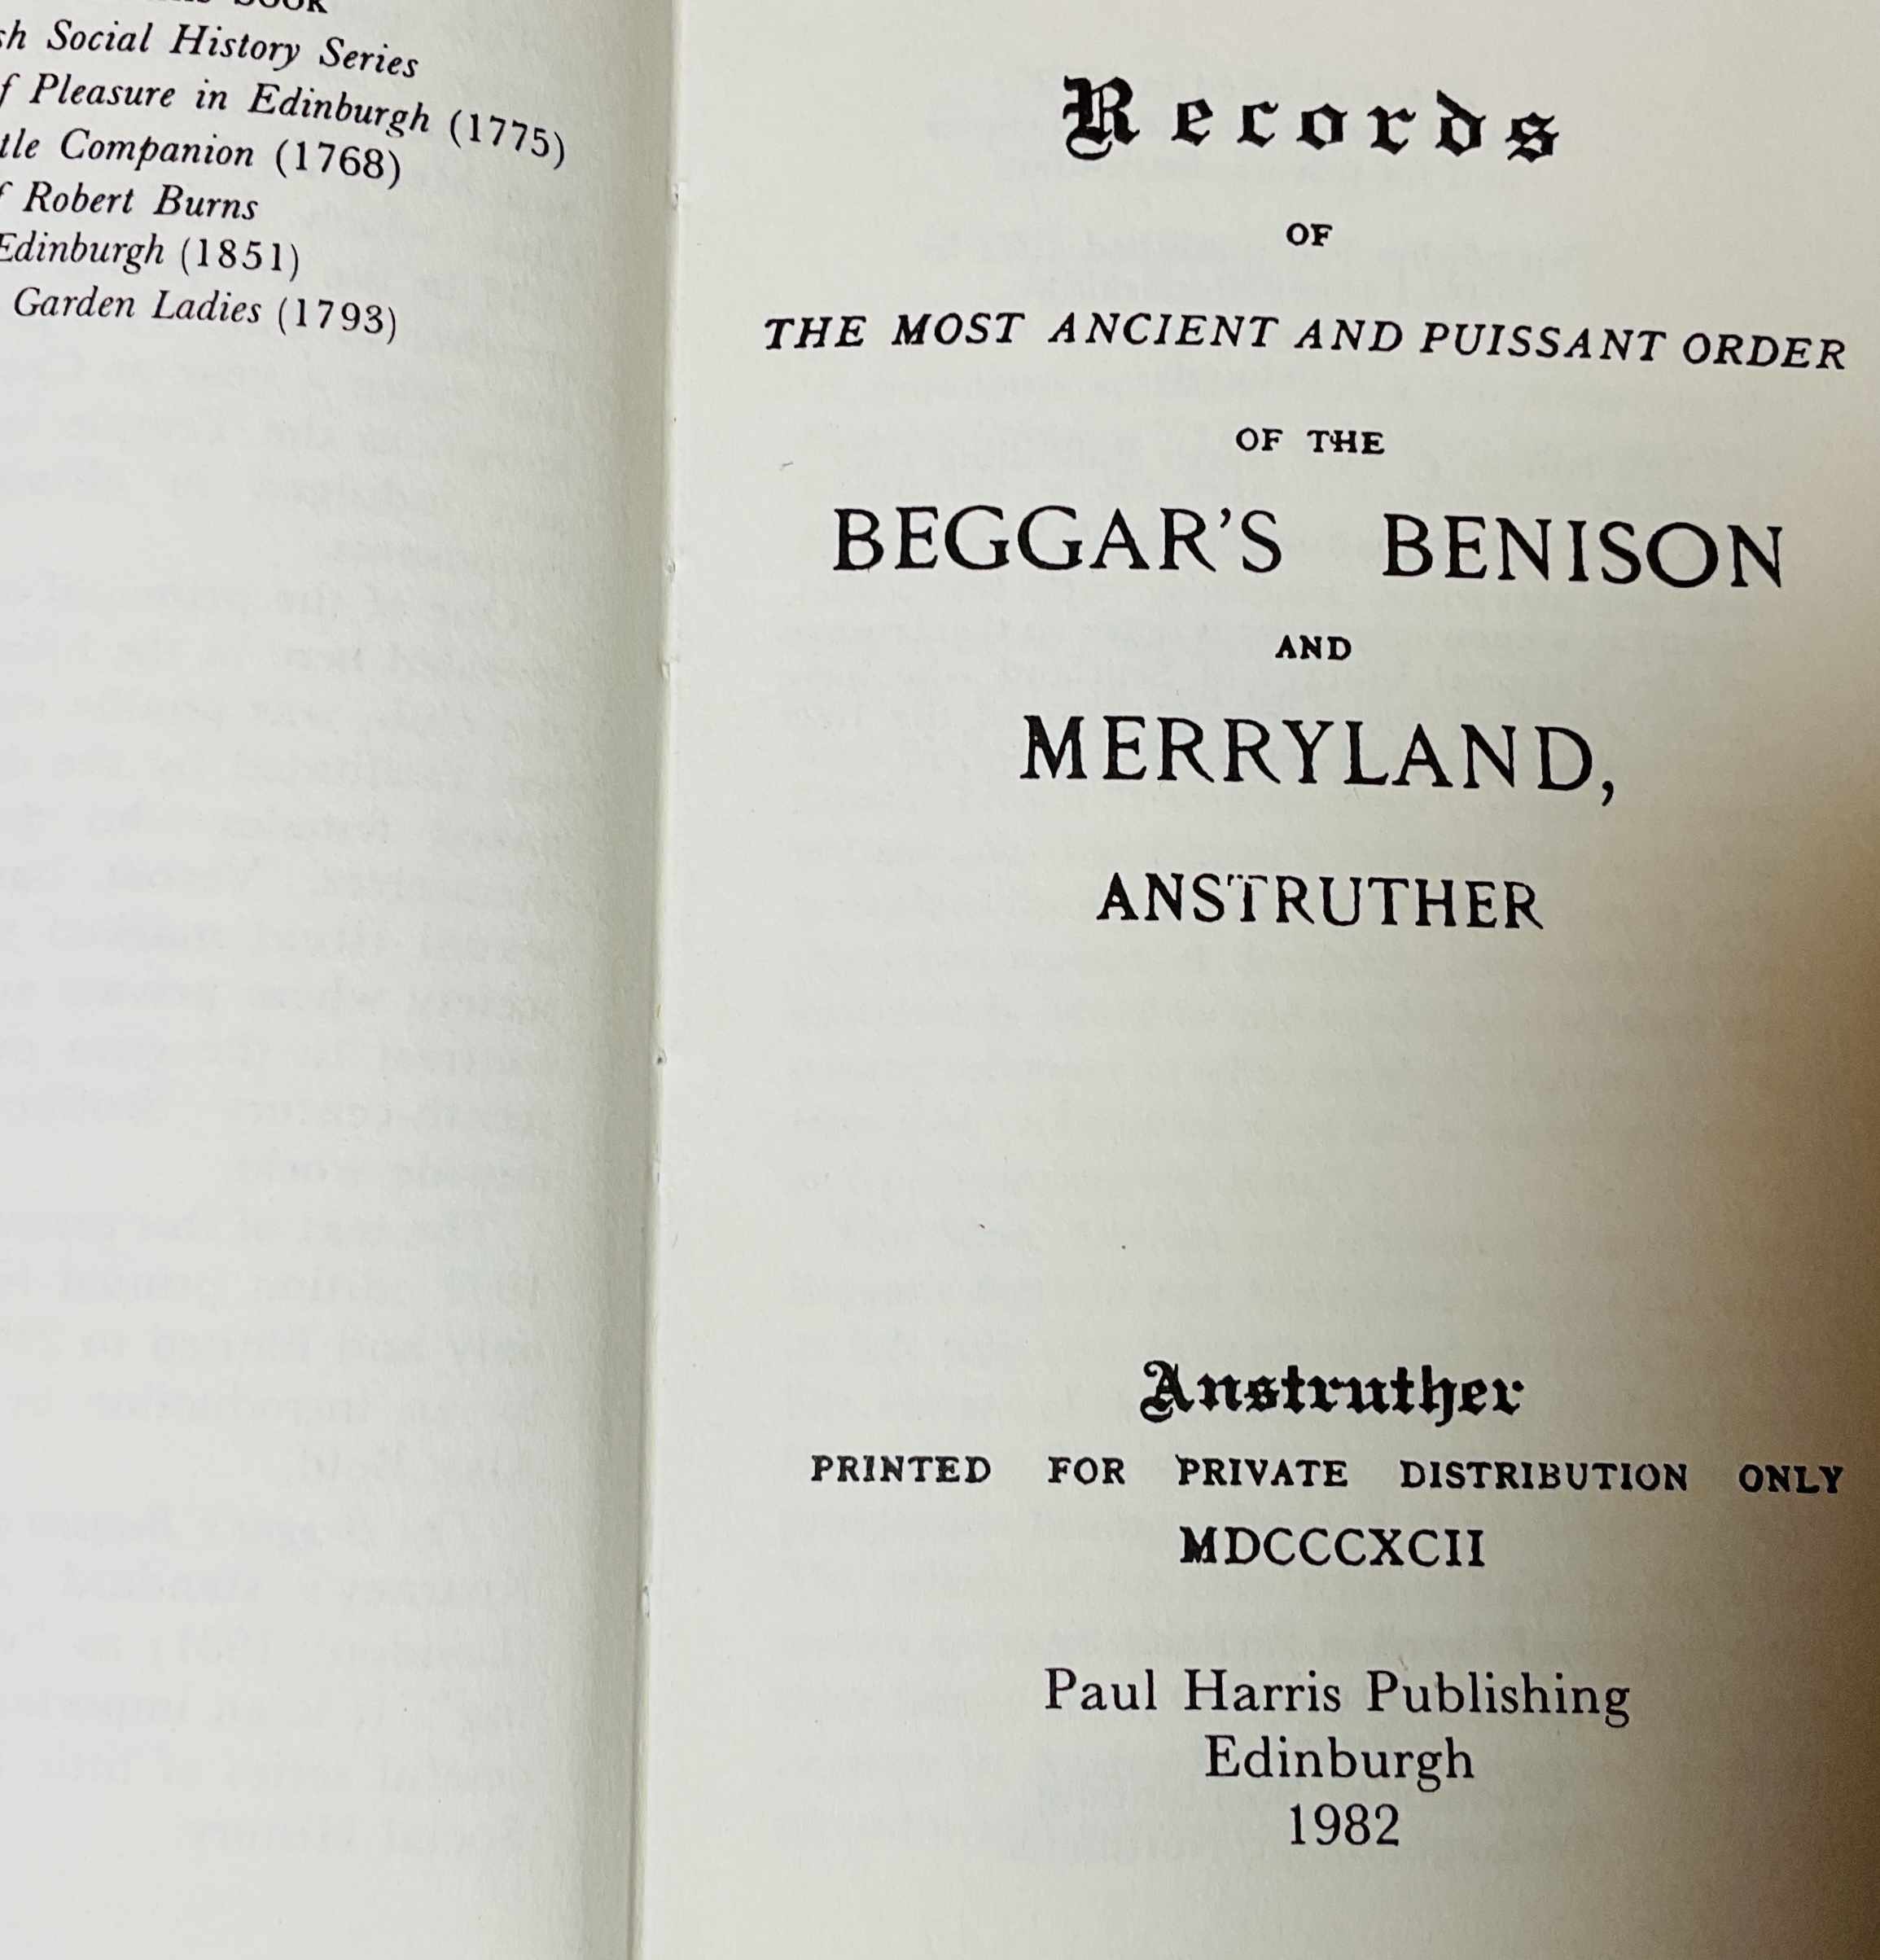 BOOK
sh Social History Series
f Pleasure in Edinburgh (1775)
tle Companion (1768)
f Robert Burns
Edinburgh (1851)
Garden Ladies (1793)
Records
OF
THE MOST ANCIENT AND PUISSANT ORDER
OF THE
BEGGAR'S BENISON
AND
MERRYLAND,
ANSTRUTHER
Anstruther
PRINTED FOR PRIVATE DISTRIBUTION ONLY
MDCCCXCII
Paul Harris Publishing
Edinburgh
1982